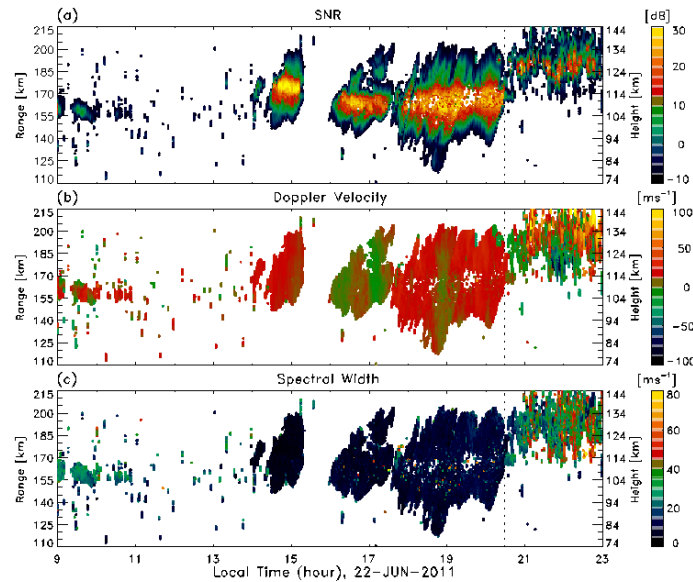 (a) SNR [dB]
215 144 30
200 134
185 124 20
170 114
155 104 10
140 94
125 84 0
110 74 -10
Range [km]
Height [km]
(b) Doppler Velocity [ms⁻¹]
215 144 100
200 134
185 124 50
170 114
155 104 0
140 94
125 84 -50
110 74 -100
Range [km]
Height [km]
(c) Spectral Width [ms⁻¹]
215 144 80
200 134
185 124 60
170 114
155 104 40
140 94
125 84 20
110 74 0
Range [km]
Height [km]
9 11 13 15 17 19 21 23
Local Time (hour), 22-JUN-2011